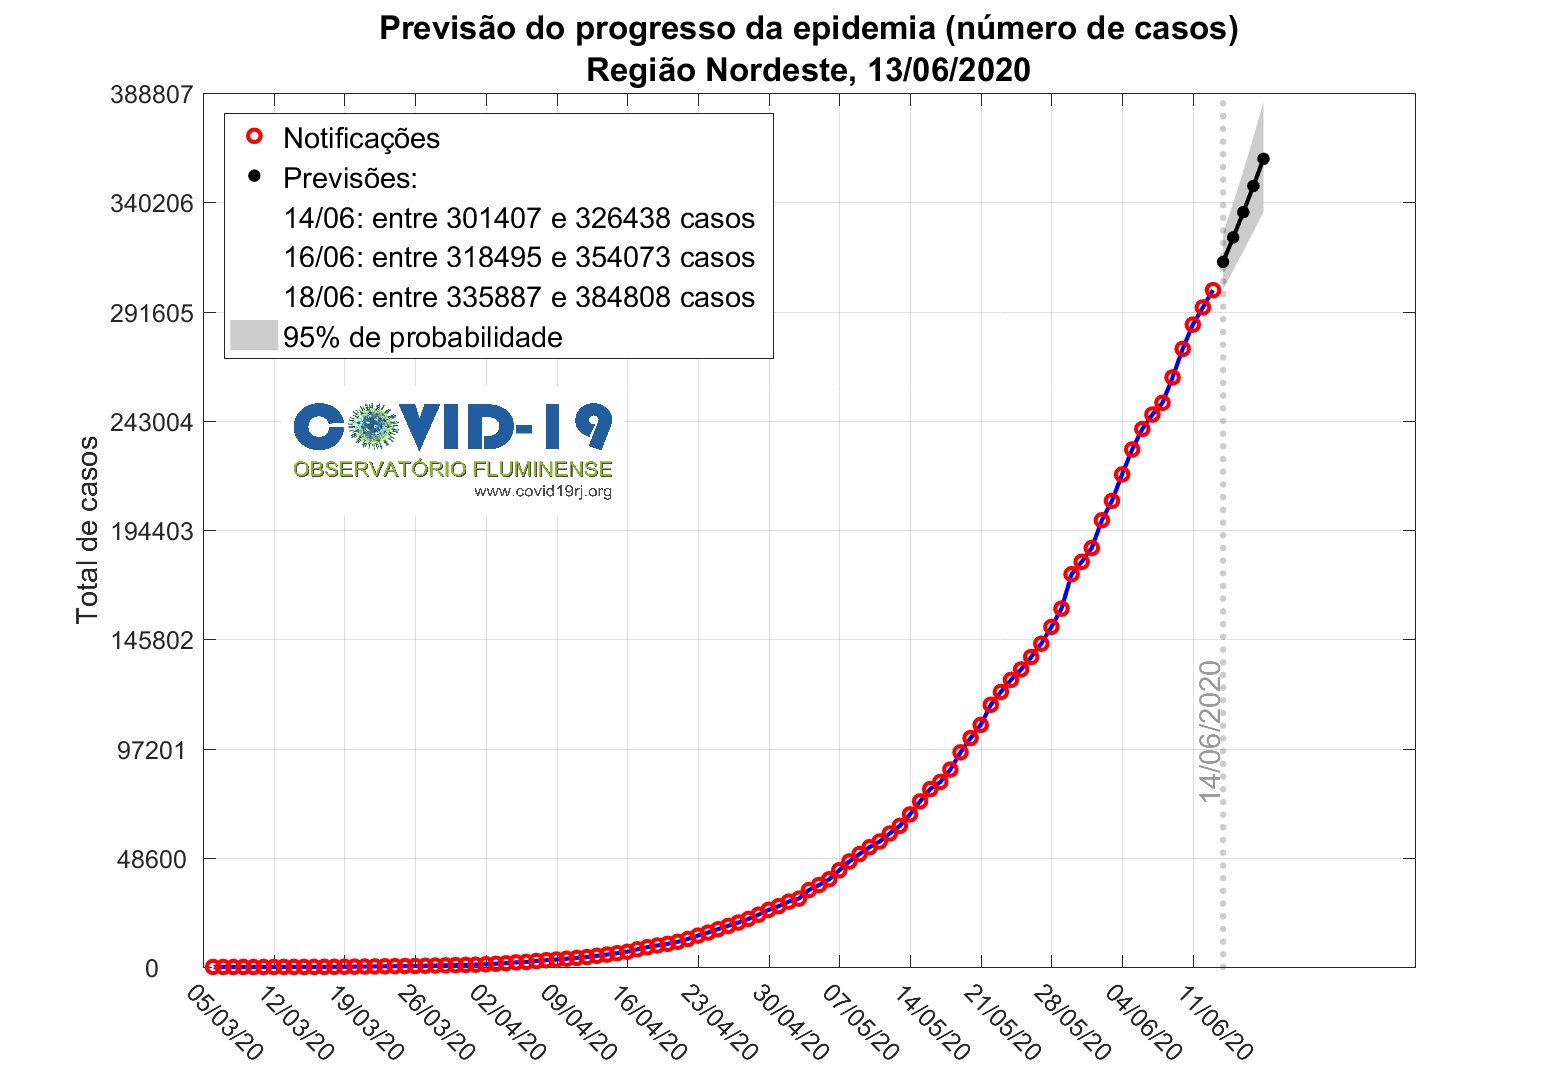 Previsão do progresso da epidemia (número de casos)
Região Nordeste, 13/06/2020
388807
340206
291605
243004
194403
145802
97201
48600
0
Total de casos
Notificações
Previsões:
14/06: entre 301407 e 326438 casos
16/06: entre 318495 e 354073 casos
18/06: entre 335887 e 384808 casos
95% de probabilidade
COVID-19
OBSERVATÓRIO FLUMINENSE
www.covid19rj.org
14/06/2020
05/03/20
12/03/20
19/03/20
26/03/20
02/04/20
09/04/20
16/04/20
23/04/20
30/04/20
07/05/20
14/05/20
21/05/20
28/05/20
04/06/20
11/06/20